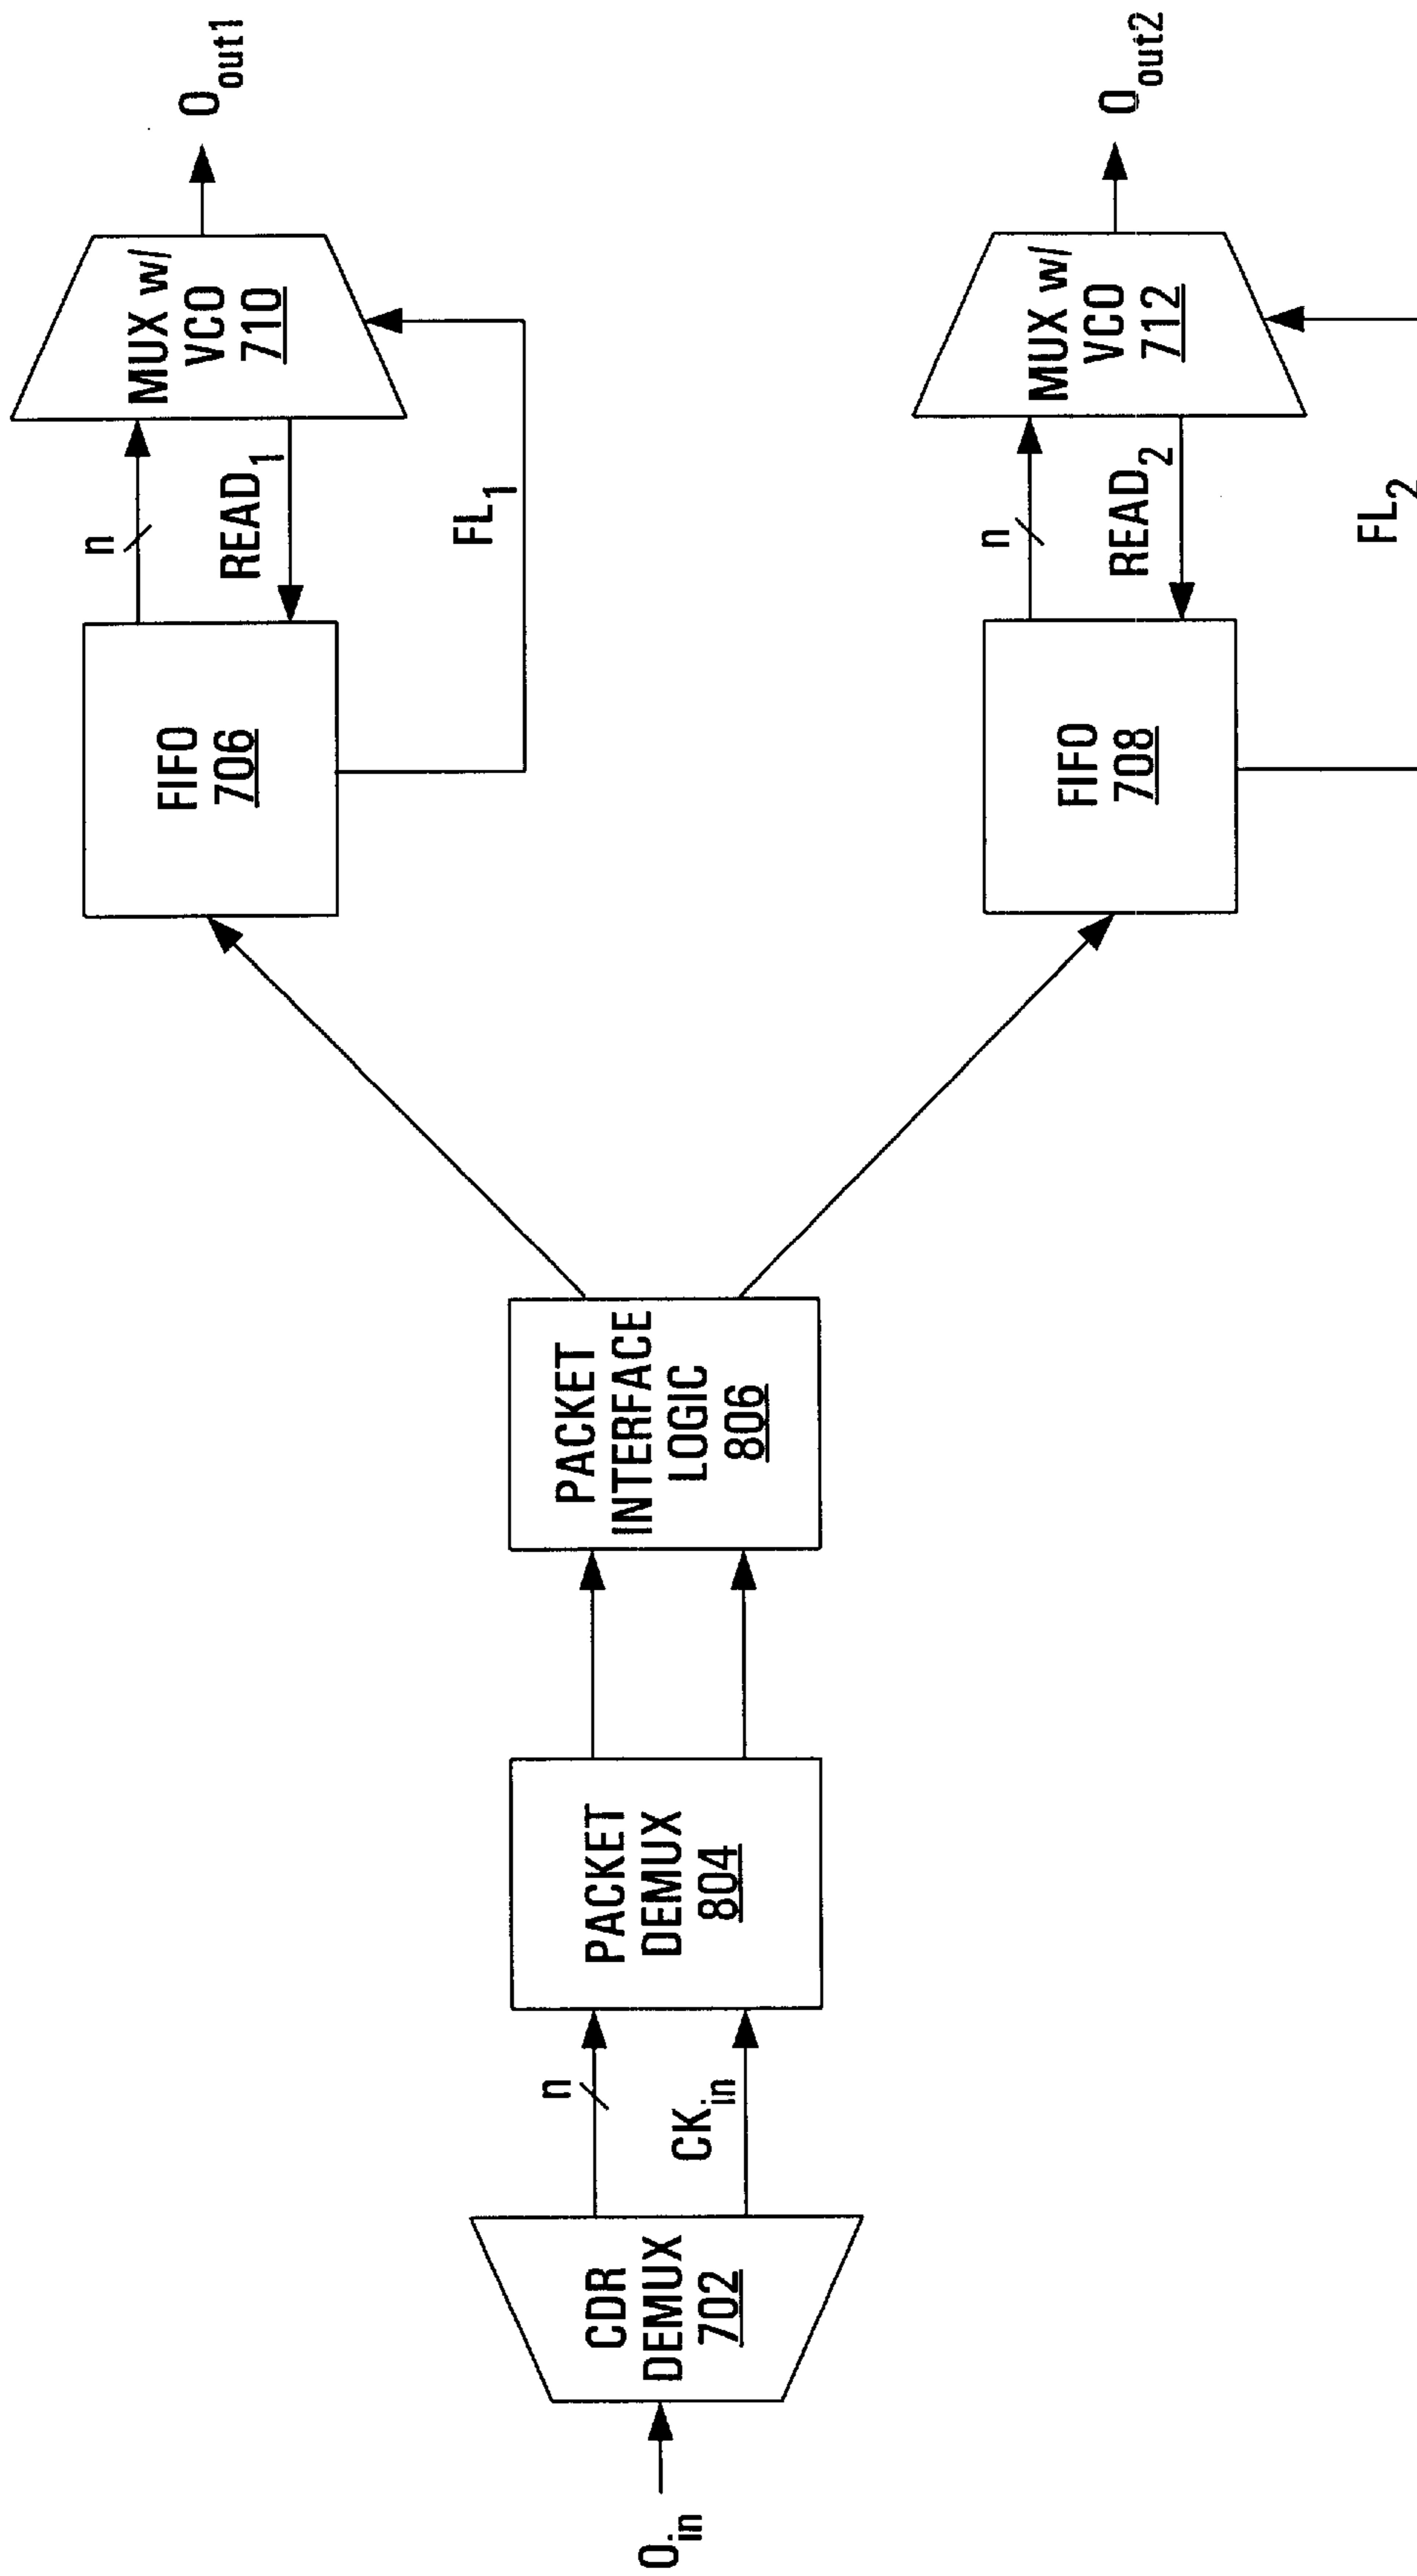 O_in
CDR
DEMUX
702
n
CK_in
PACKET
DEMUX
804
PACKET
INTERFACE
LOGIC
806
FIFO
706
n
READ_1
FL_1
MUX w/
VCO
710
O_out1
FIFO
708
n
READ_2
FL_2
MUX w/
VCO
712
O_out2